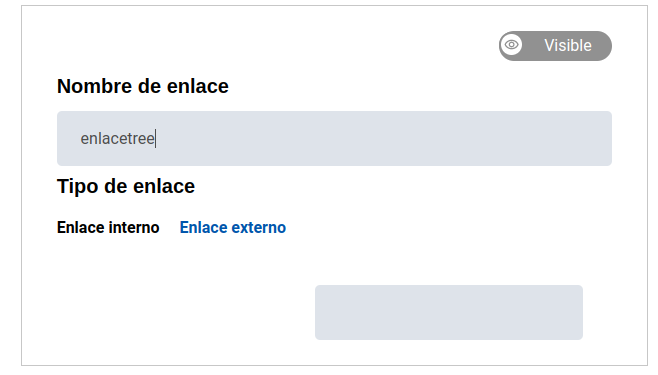 Visible
Nombre de enlace
enlacetree
Tipo de enlace
Enlace interno Enlace externo